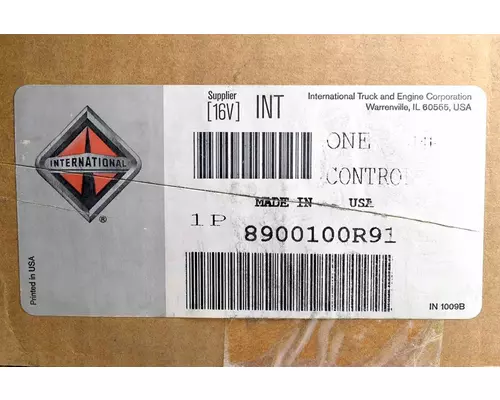 Supplier
[16V] INT
International Truck and Engine Corporation
Warrenville, IL 60555, USA
INTERNATIONAL
®
ONE
CONTRO
MADE IN USA
1P 8900100R91
Printed in USA
IN 1009B